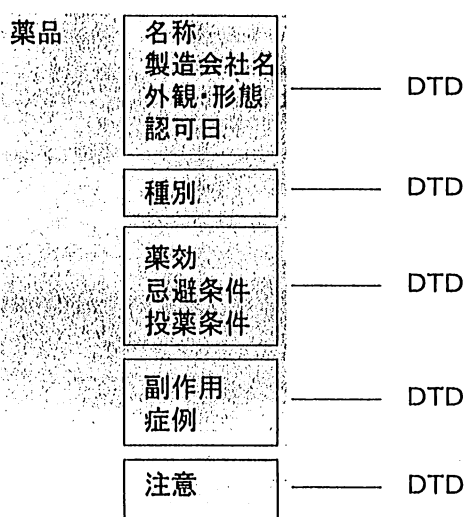 薬品
名称
製造会社名
外観・形態
認可日
DTD
種別
DTD
薬効
忌避条件
投薬条件
DTD
副作用
症例
DTD
注意
DTD